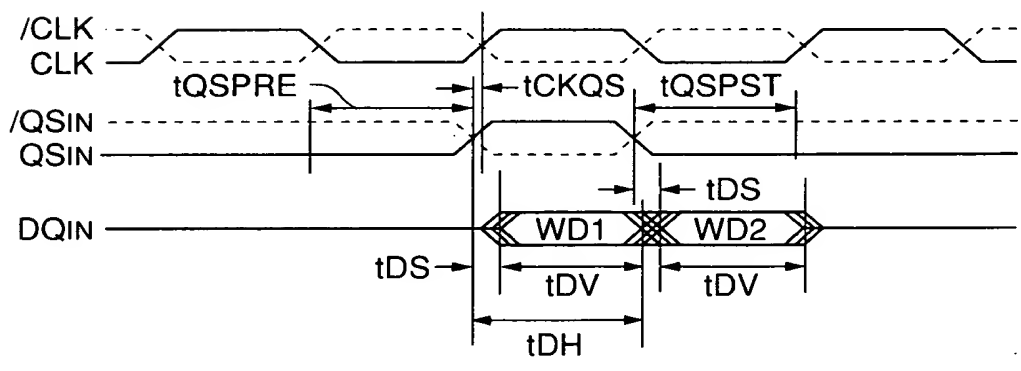 /CLK
CLK
tQSPRE
tCKQS
tQSPST
/QSIN
QSIN
tDS
DQIN
WD1
WD2
tDS
tDV
tDV
tDH